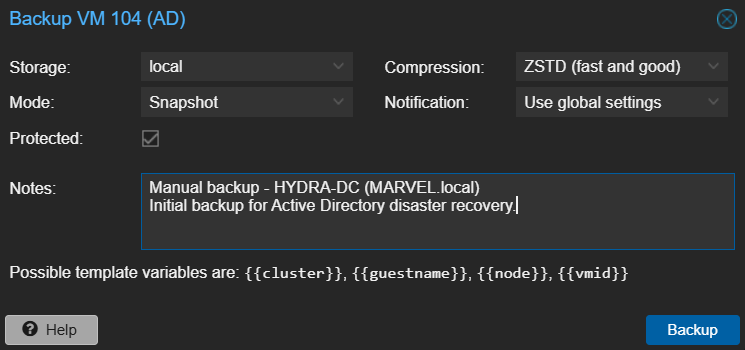 Backup VM 104 (AD)
Storage: local Compression: ZSTD (fast and good)
Mode: Snapshot Notification: Use global settings
Protected:
Notes: Manual backup - HYDRA-DC (MARVEL.local)
Initial backup for Active Directory disaster recovery.
Possible template variables are: {{cluster}}, {{guestname}}, {{node}}, {{vmid}}
? Help Backup